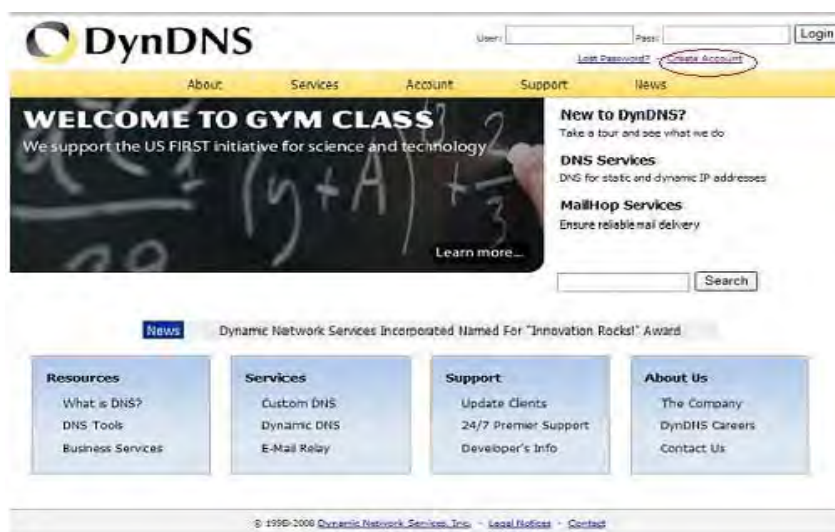 DynDNS
User: Pass: Login
Lost Password? - Create Account
About Services Account Support News
WELCOME TO GYM CLASS
We support the US FIRST initiative for science and technology
(y + A) + 2/3
Learn more...
New to DynDNS?
Take a tour and see what we do
DNS Services
DNS for static and dynamic IP addresses
MailHop Services
Ensure reliable mail delivery
Search
News Dynamic Network Services Incorporated Named For "Innovation Rocks!" Award
Resources
What is DNS?
DNS Tools
Business Services
Services
Custom DNS
Dynamic DNS
E-Mail Relay
Support
Update Clients
24/7 Premier Support
Developer's Info
About Us
The Company
DynDNS Careers
Contact Us
© 1998-2008 Dynamic Network Services, Inc. - Legal Notices - Contact